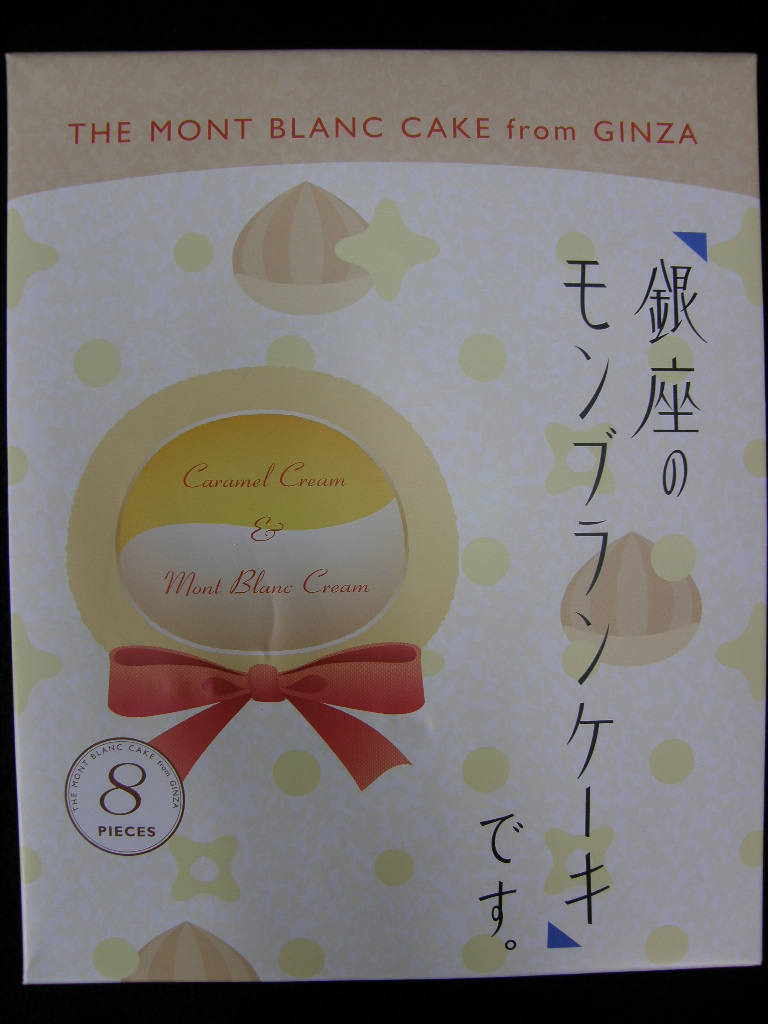 THE MONT BLANC CAKE from GINZA
銀座の
モンブランケーキ
です。
Caramel Cream
&
Mont Blanc Cream
THE MONT BLANC CAKE from GINZA
8
PIECES